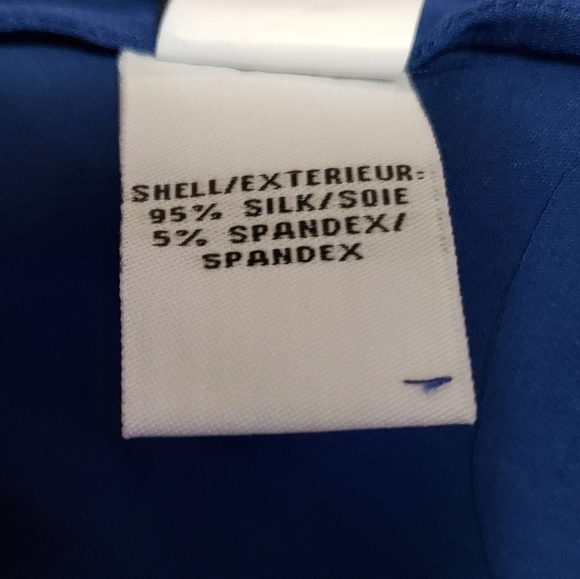 SHELL/EXTERIEUR:
95% SILK/SOIE
5% SPANDEX/
SPANDEX